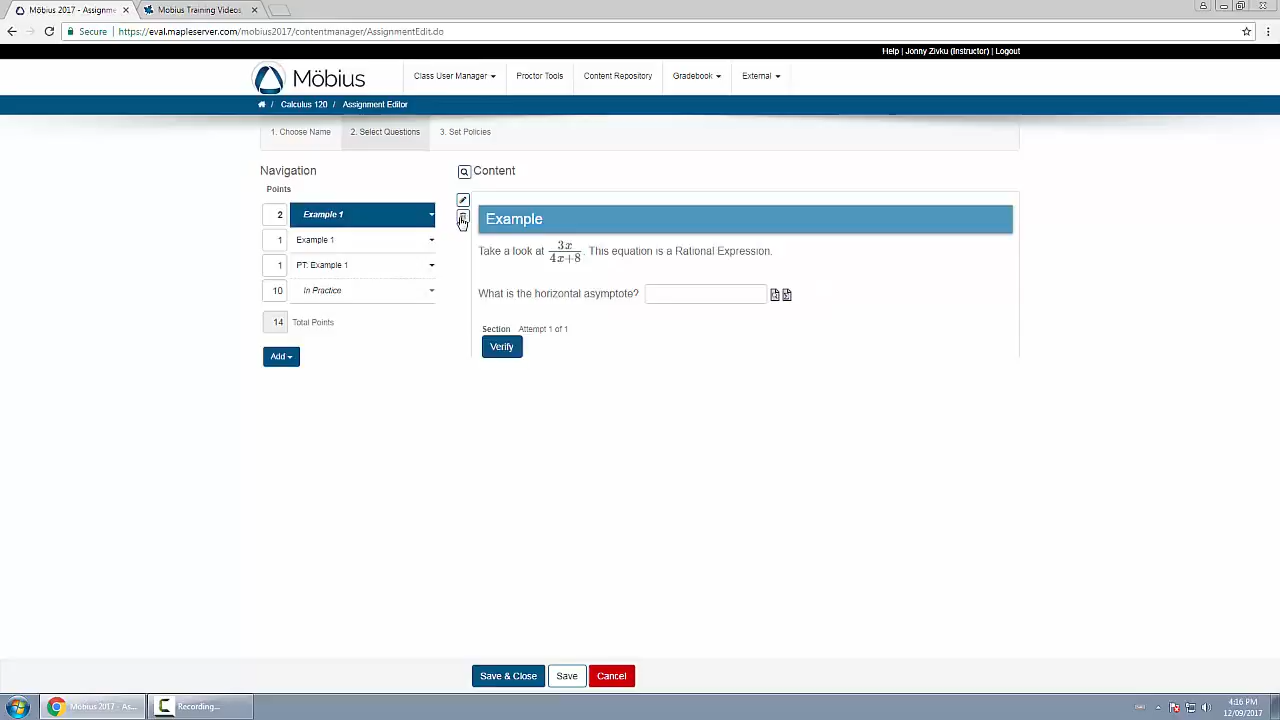 Möbius 2017 - Assignme
Mobius Training Videos,
Secure
https://eval.mapleserver.com/mobius2017/contentmanager/AssignmentEdit.do
Help | Jonny Zivku (Instructor) | Logout
Möbius
Class User Manager
Proctor Tools
Content Repository
Gradebook
External
/ Calculus 120 / Assignment Editor
1. Choose Name
2. Select Questions
3. Set Policies
Navigation
Content
Points
2 Example 1
Example
1 Example 1
Take a look at 3x/4x+8. This equation is a Rational Expression.
1 PT: Example 1
10 In Practice
What is the horizontal asymptote?
14 Total Points
Section Attempt 1 of 1
Verify
Add
Save & Close
Save
Cancel
Mobius 2017 - As...
Recording...
4:16 PM
12/09/2017